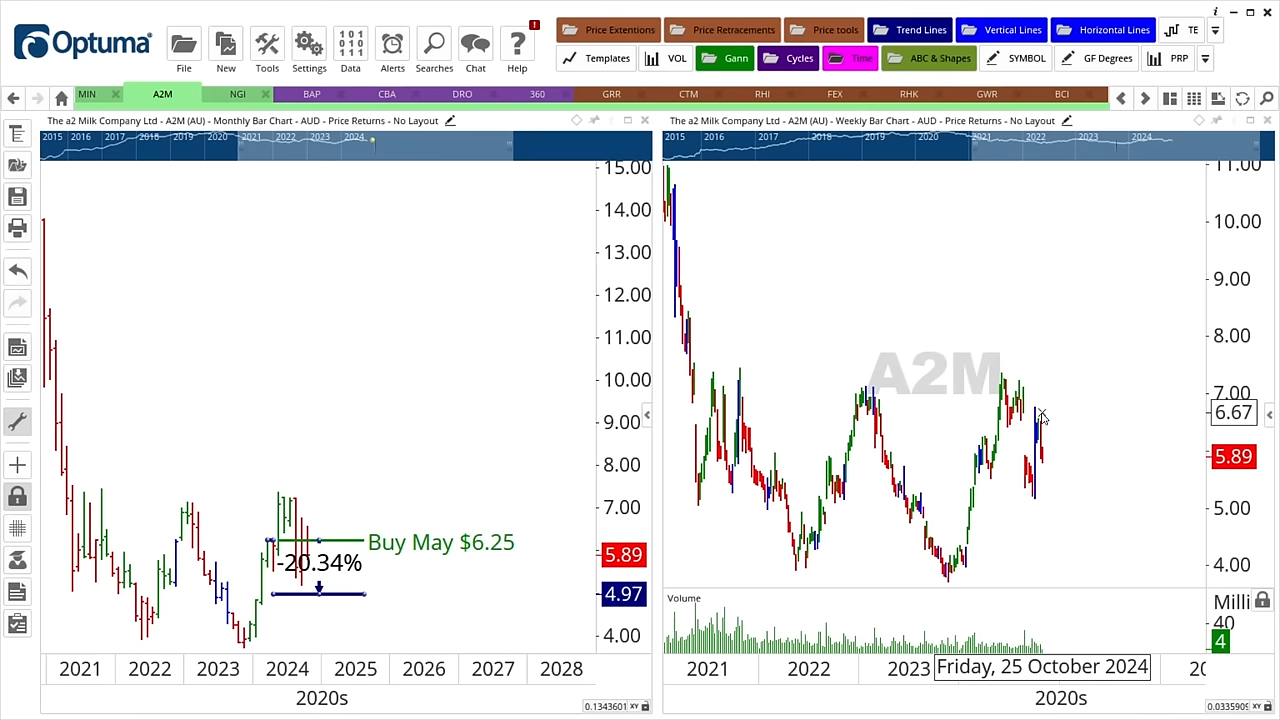 Optuma
File
New
Tools
Settings
Data
Alerts
Searches
Chat
Help
Price Extentions
Price Retracements
Price tools
Trend Lines
Vertical Lines
Horizontal Lines
TE
Templates
VOL
Gann
Cycles
Time
ABC & Shapes
SYMBOL
GF Degrees
PRP
MIN
A2M
NGI
BAP
CBA
DRO
360
GRR
CTM
RHI
FEX
RHK
GWR
BCI
The a2 Milk Company Ltd - A2M (AU) - Monthly Bar Chart - AUD - Price Returns - No Layout
2015 2016 2017 2018 2019 2020 2021 2022 2023 2024
15.00
14.00
13.00
12.00
11.00
10.00
9.00
8.00
7.00
Buy May $6.25
5.89
-20.34%
4.97
4.00
2021 2022 2023 2024 2025 2026 2027 2028
2020s
0.1343601 XY
The a2 Milk Company Ltd - A2M (AU) - Weekly Bar Chart - AUD - Price Returns - No Layout
2015 2016 2017 2018 2019 2020 2021 2022 2023 2024
11.00
10.00
9.00
8.00
A2M
7.00
6.67
5.89
5.00
4.00
Volume
Milli
40
4
2021 2022 2023 Friday, 25 October 2024
2020s
0.0335909 XY